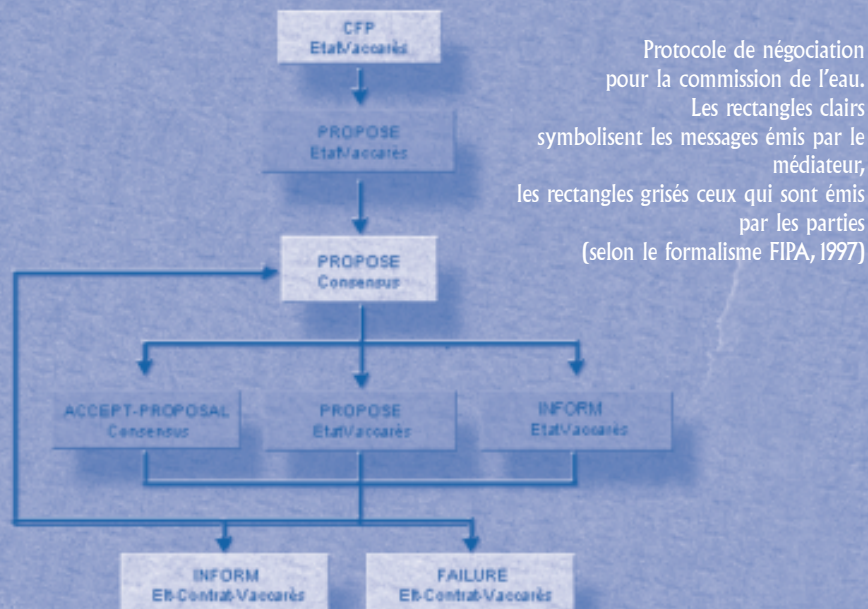 CFP
EtatVaccarès
PROPOSE
EtatVaccarès
PROPOSE
Consensus
ACCEPT-PROPOSAL
Consensus
PROPOSE
EtatVaccarès
INFORM
EtatVaccarès
INFORM
Elt-Contrat-Vaccarès
FAILURE
Elt-Contrat-Vaccarès
Protocole de négociation
pour la commission de l’eau.
Les rectangles clairs
symbolisent les messages émis par le
médiateur,
les rectangles grisés ceux qui sont émis
par les parties
(selon le formalisme FIPA, 1997)